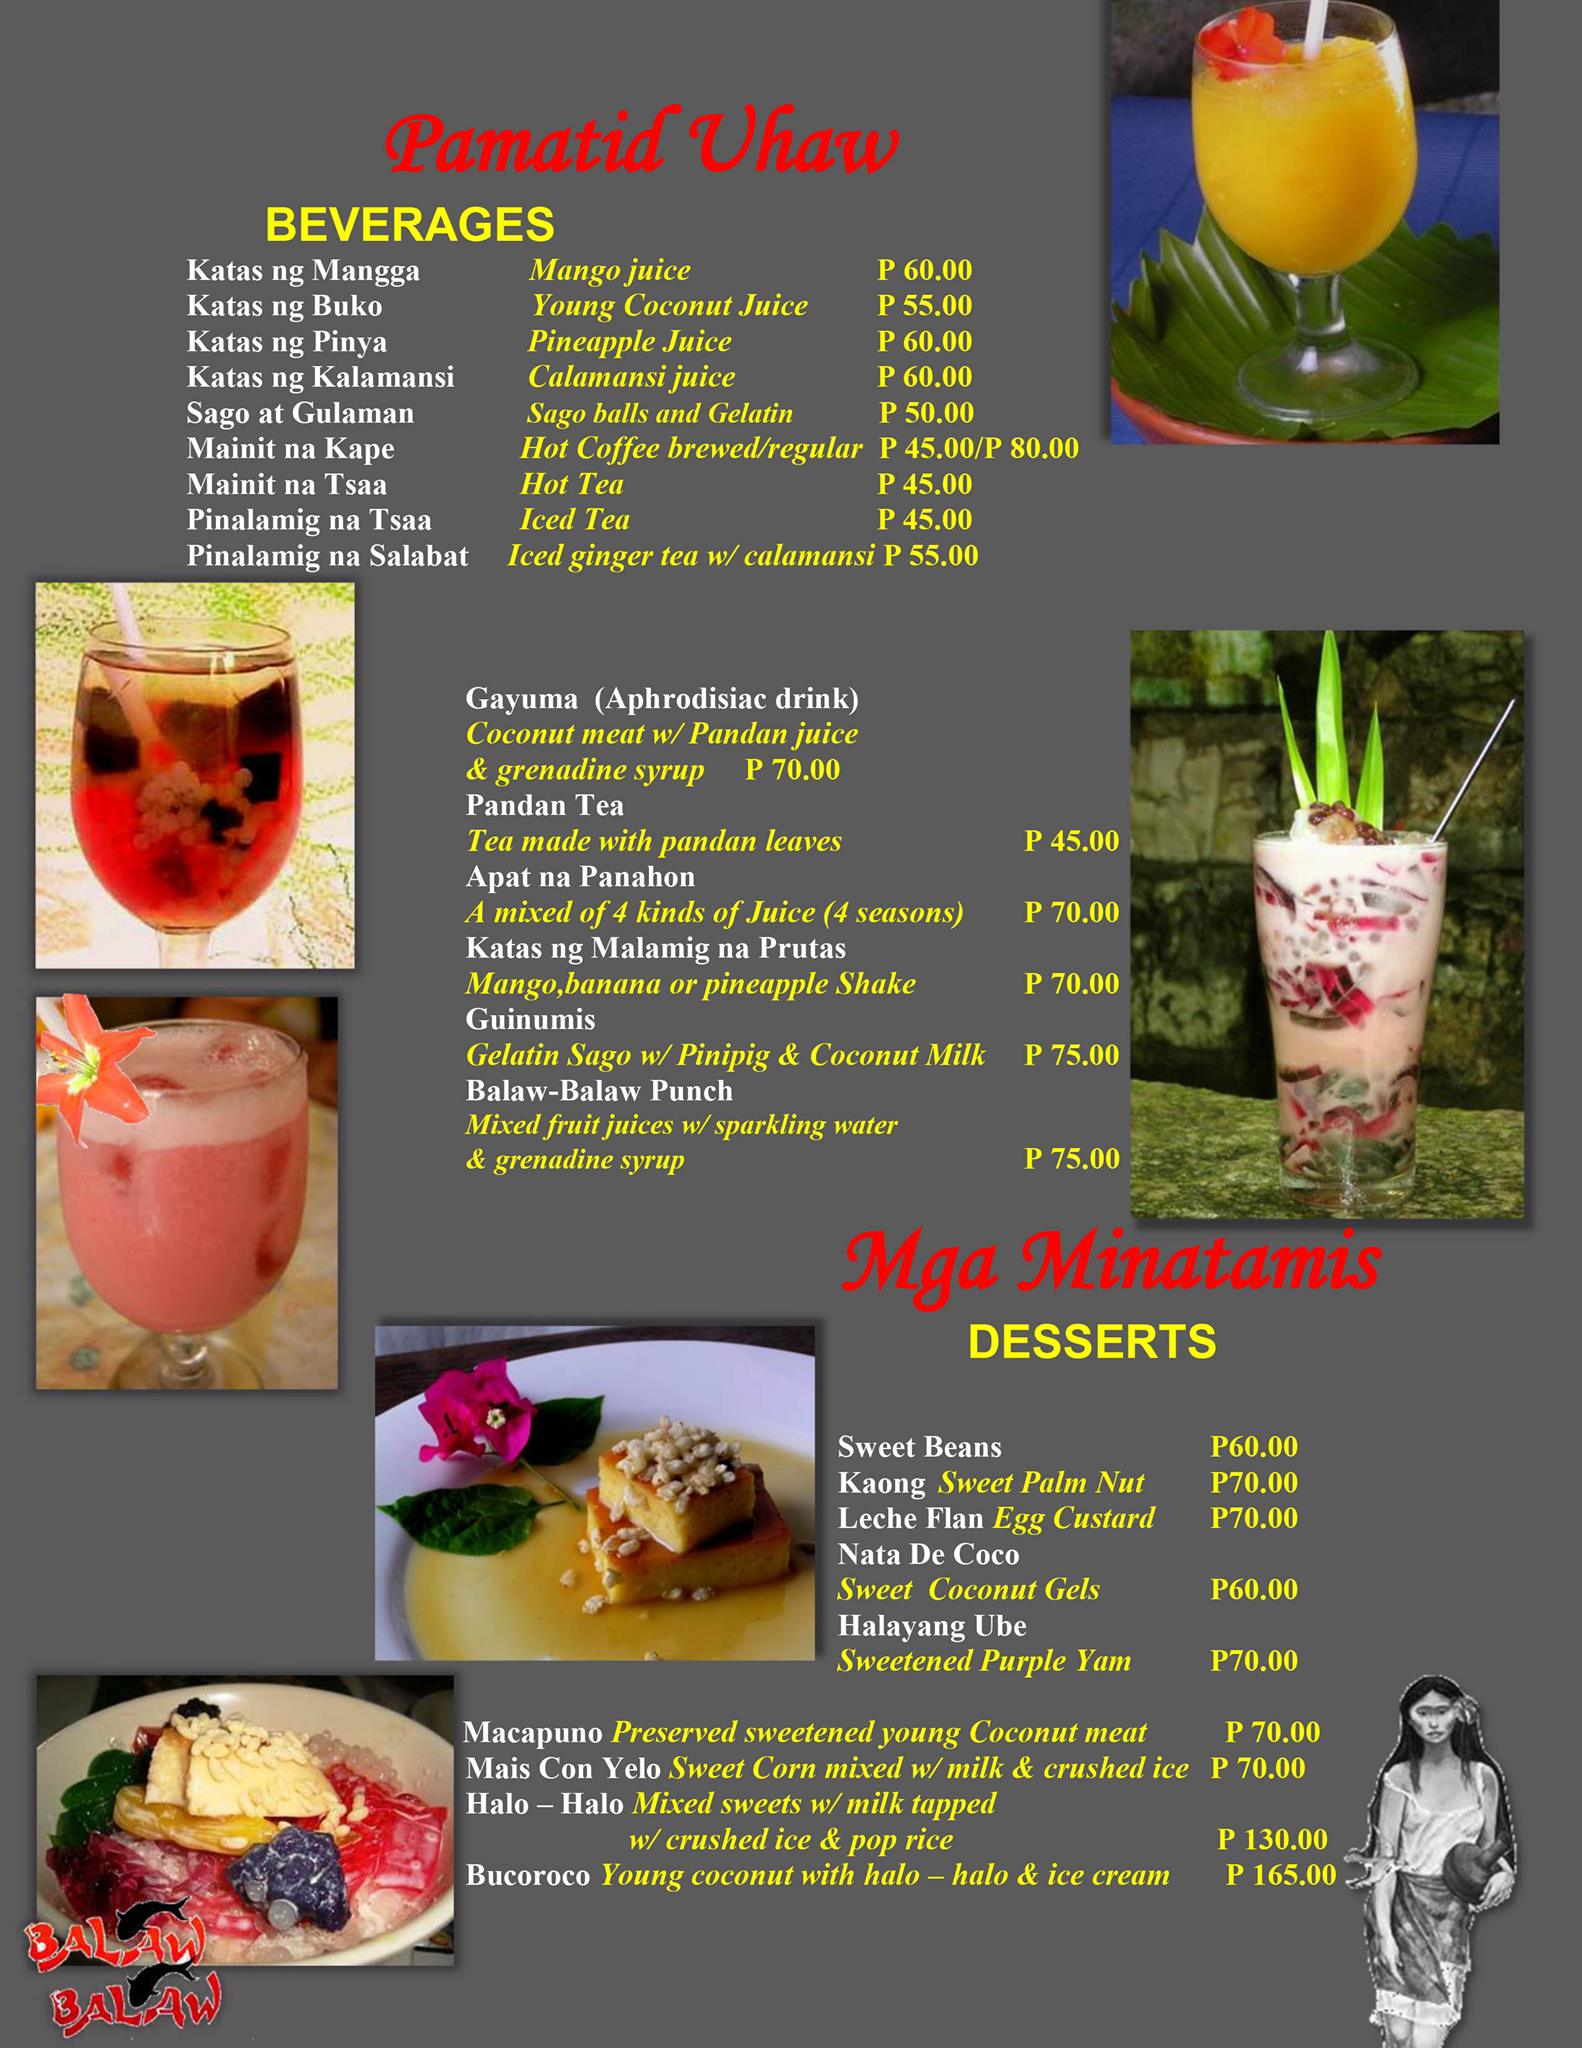 Pamatid Uhaw
BEVERAGES
Katas ng Mangga Mango juice P 60.00
Katas ng Buko Young Coconut Juice P 55.00
Katas ng Pinya Pineapple Juice P 60.00
Katas ng Kalamansi Calamansi juice P 60.00
Sago at Gulaman Sago balls and Gelatin P 50.00
Mainit na Kape Hot Coffee brewed/regular P 45.00/P 80.00
Mainit na Tsaa Hot Tea P 45.00
Pinalamig na Tsaa Iced Tea P 45.00
Pinalamig na Salabat Iced ginger tea w/ calamansi P 55.00
Gayuma (Aphrodisiac drink)
Coconut meat w/ Pandan juice
& grenadine syrup P 70.00
Pandan Tea
Tea made with pandan leaves P 45.00
Apat na Panahon
A mixed of 4 kinds of Juice (4 seasons) P 70.00
Katas ng Malamig na Prutas
Mango,banana or pineapple Shake P 70.00
Guinumis
Gelatin Sago w/ Pinipig & Coconut Milk P 75.00
Balaw-Balaw Punch
Mixed fruit juices w/ sparkling water
& grenadine syrup P 75.00
Mga Minatamis
DESSERTS
Sweet Beans P60.00
Kaong Sweet Palm Nut P70.00
Leche Flan Egg Custard P70.00
Nata De Coco
Sweet Coconut Gels P60.00
Halayang Ube
Sweetened Purple Yam P70.00
Macapuno Preserved sweetened young Coconut meat P 70.00
Mais Con Yelo Sweet Corn mixed w/ milk & crushed ice P 70.00
Halo – Halo Mixed sweets w/ milk tapped
w/ crushed ice & pop rice P 130.00
Bucoroco Young coconut with halo – halo & ice cream P 165.00
BALAW
BALAW